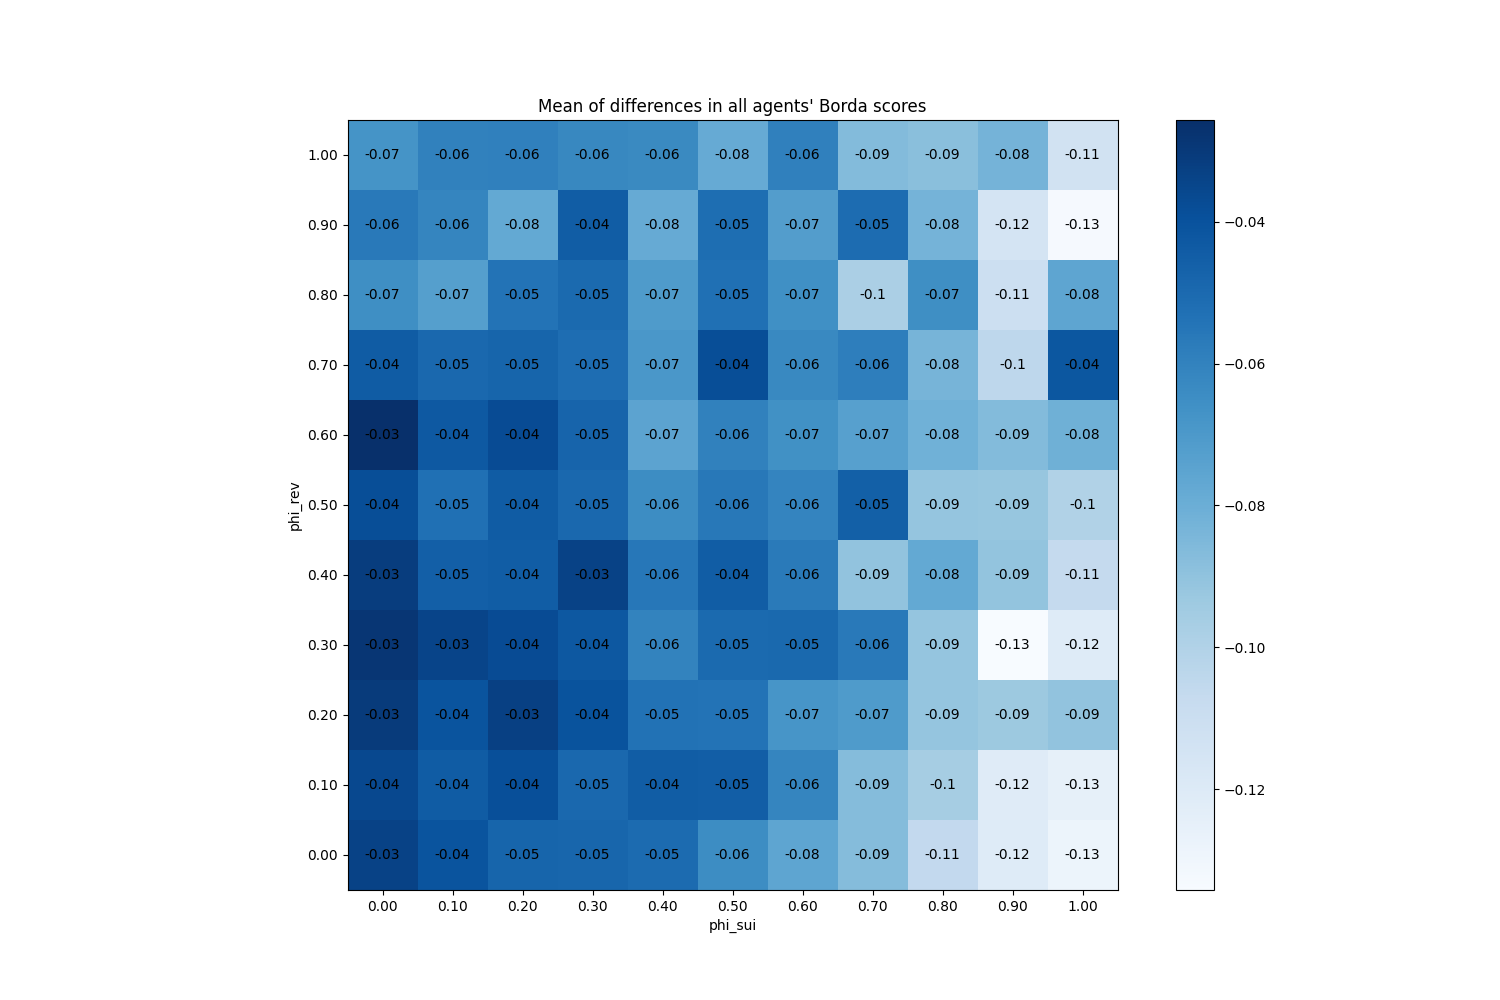 Mean of differences in all agents' Borda scores
1.00 -0.07 -0.06 -0.06 -0.06 -0.06 -0.08 -0.06 -0.09 -0.09 -0.08 -0.11
0.90 -0.06 -0.06 -0.08 -0.04 -0.08 -0.05 -0.07 -0.05 -0.08 -0.12 -0.13
−0.04
0.80 -0.07 -0.07 -0.05 -0.05 -0.07 -0.05 -0.07 -0.1 -0.07 -0.11 -0.08
0.70 -0.04 -0.05 -0.05 -0.05 -0.07 -0.04 -0.06 -0.06 -0.08 -0.1 -0.04
−0.06
0.60 -0.03 -0.04 -0.04 -0.05 -0.07 -0.06 -0.07 -0.07 -0.08 -0.09 -0.08
phi_rev
0.50 -0.04 -0.05 -0.04 -0.05 -0.06 -0.06 -0.06 -0.05 -0.09 -0.09 -0.1
−0.08
0.40 -0.03 -0.05 -0.04 -0.03 -0.06 -0.04 -0.06 -0.09 -0.08 -0.09 -0.11
0.30 -0.03 -0.03 -0.04 -0.04 -0.06 -0.05 -0.05 -0.06 -0.09 -0.13 -0.12
−0.10
0.20 -0.03 -0.04 -0.03 -0.04 -0.05 -0.05 -0.07 -0.07 -0.09 -0.09 -0.09
0.10 -0.04 -0.04 -0.04 -0.05 -0.04 -0.05 -0.06 -0.09 -0.1 -0.12 -0.13
−0.12
0.00 -0.03 -0.04 -0.05 -0.05 -0.05 -0.06 -0.08 -0.09 -0.11 -0.12 -0.13
0.00 0.10 0.20 0.30 0.40 0.50 0.60 0.70 0.80 0.90 1.00
phi_sui